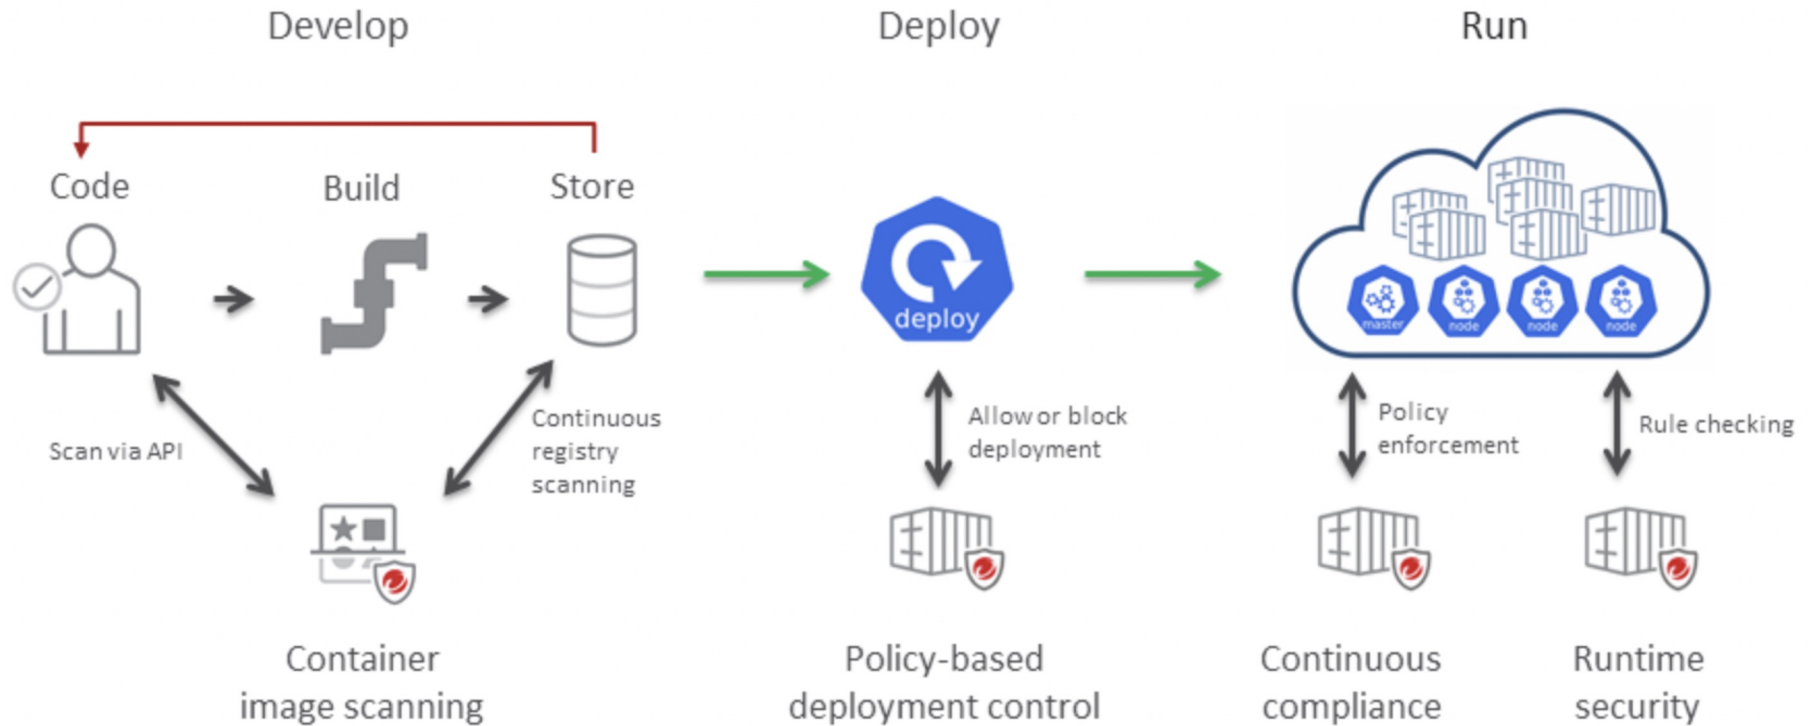 Develop
Deploy
Run
Code
Build
Store
deploy
master
node
node
node
Scan via API
Continuous
registry
scanning
Allow or block
deployment
Policy
enforcement
Rule checking
Container
image scanning
Policy-based
deployment control
Continuous
compliance
Runtime
security